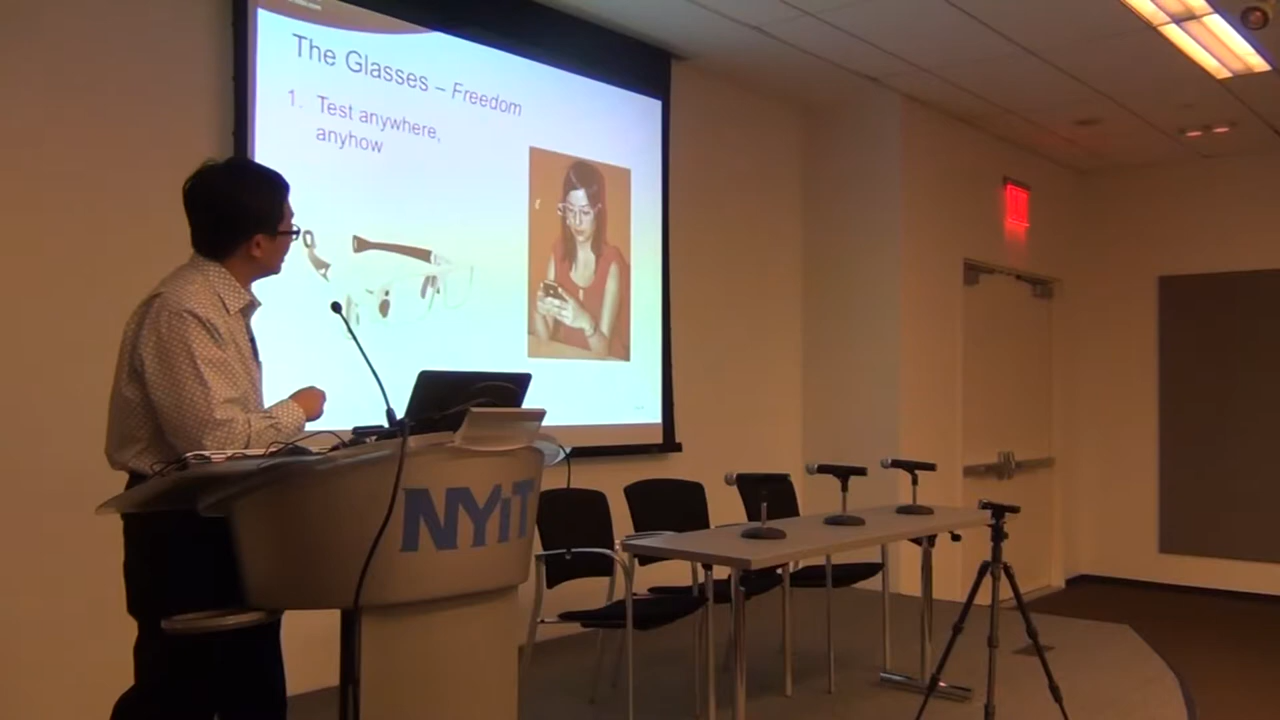 The Glasses – Freedom
1. Test anywhere,
anyhow
NYiT